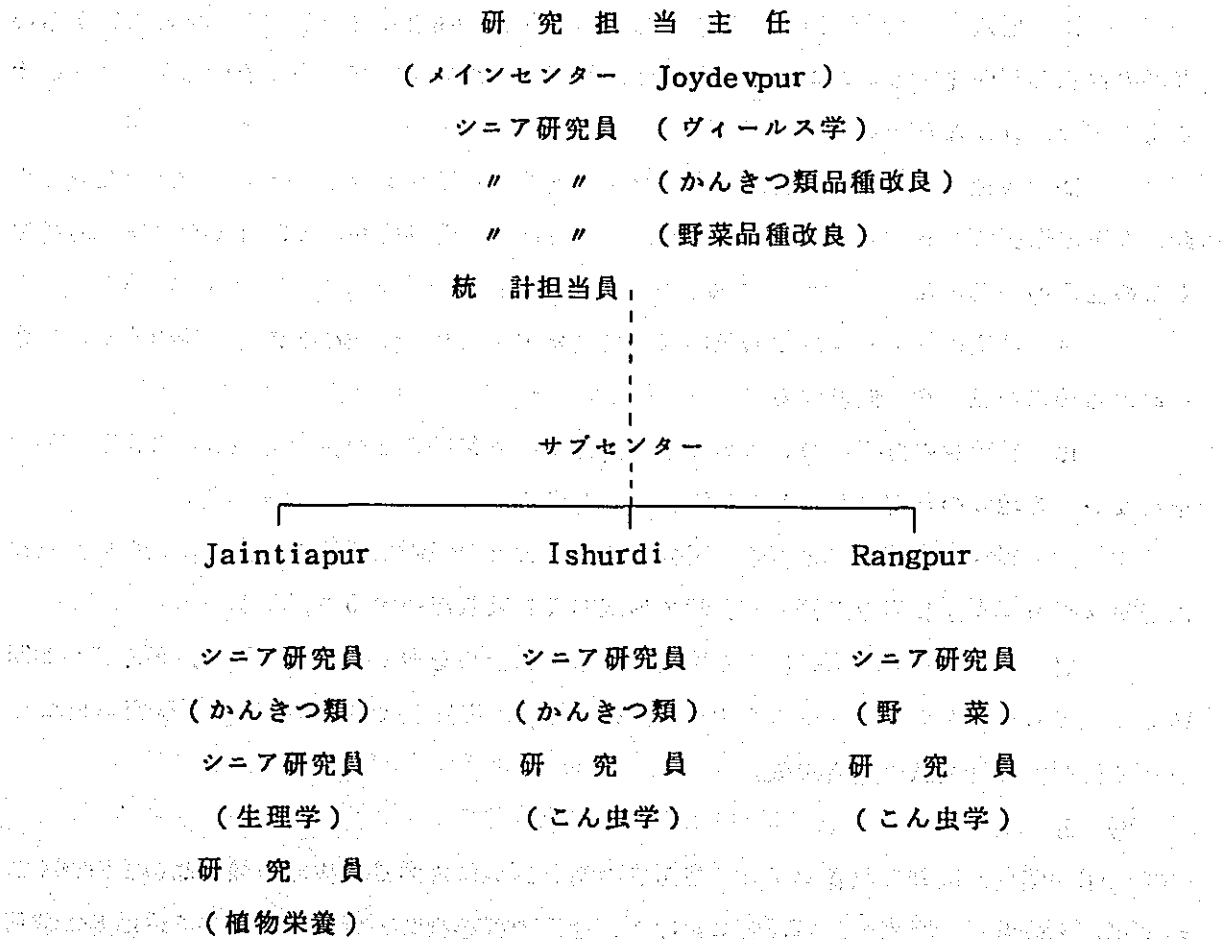 研究担当主任
(メインセンター Joydevpur)
シニア研究員 (ヴィールス学)
〃 〃 (かんきつ類品種改良)
〃 〃 (野菜品種改良)
統計担当員
サブセンター
Jaintiapur Ishurdi Rangpur
シニア研究員 シニア研究員 シニア研究員
(かんきつ類) (かんきつ類) (野菜)
シニア研究員 研究員 研究員
(生理学) (こん虫学) (こん虫学)
研究員
(植物栄養)